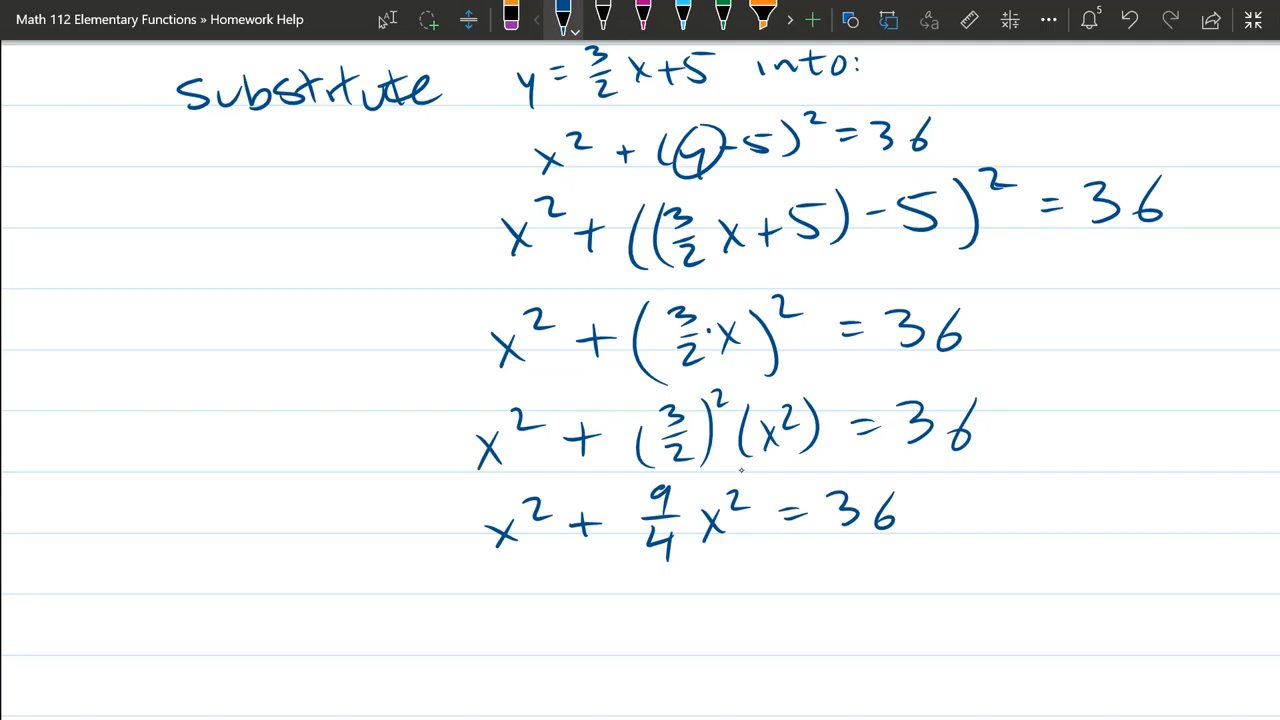 Math 112 Elementary Functions » Homework Help
5
Substitute y = 3/2 x + 5 into:
x² + (y - 5)² = 36
x² + ((3/2 x + 5) - 5)² = 36
x² + (3/2 · x)² = 36
x² + (3/2)² (x²) = 36
x² + 9/4 x² = 36